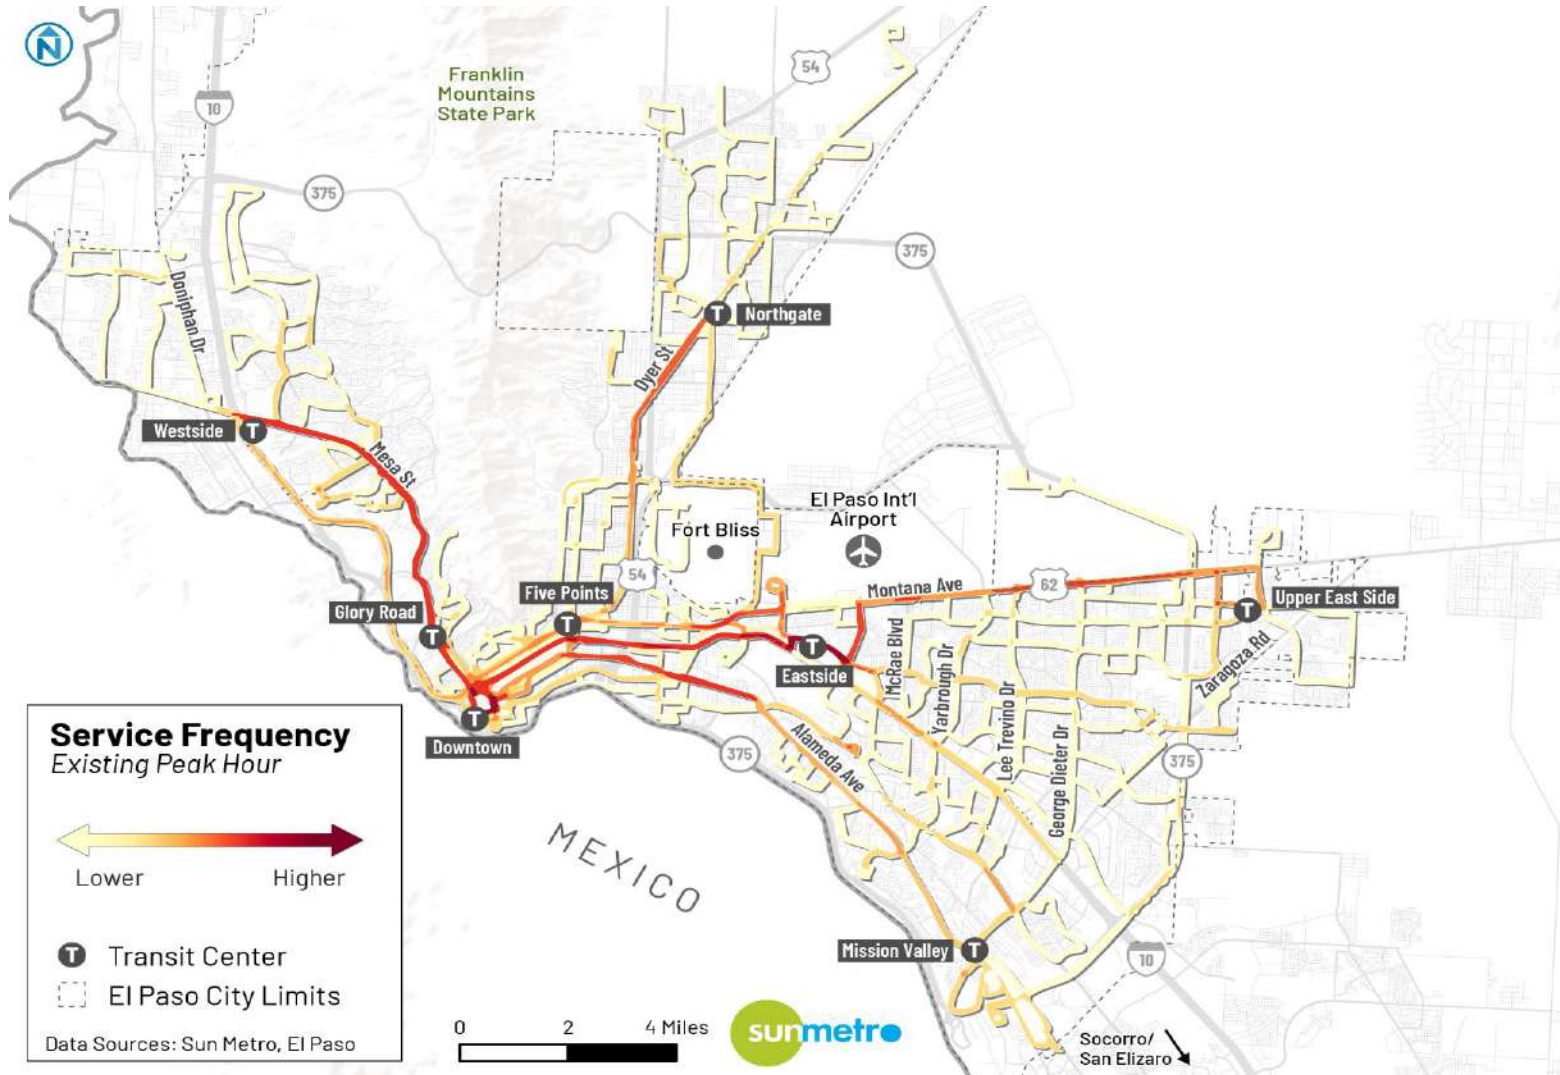 N
Franklin
Mountains
State Park
54
10
375
375
Doniphan Dr
Northgate
Dyer St
Westside
Mesa St
El Paso Int'l
Airport
Fort Bliss
54
Five Points
Montana Ave
62
Glory Road
T
Upper East Side
Eastside
McRae Blvd
Yarbrough Dr
Zaragoza Rd
Lee Trevino Dr
George Dieter Dr
Downtown
375
Alameda Ave
375
MEXICO
Mission Valley
10
Service Frequency
Existing Peak Hour
Lower
Higher
T Transit Center
El Paso City Limits
Data Sources: Sun Metro, El Paso
0 2 4 Miles
sunmetro
Socorro/
San Elizaro